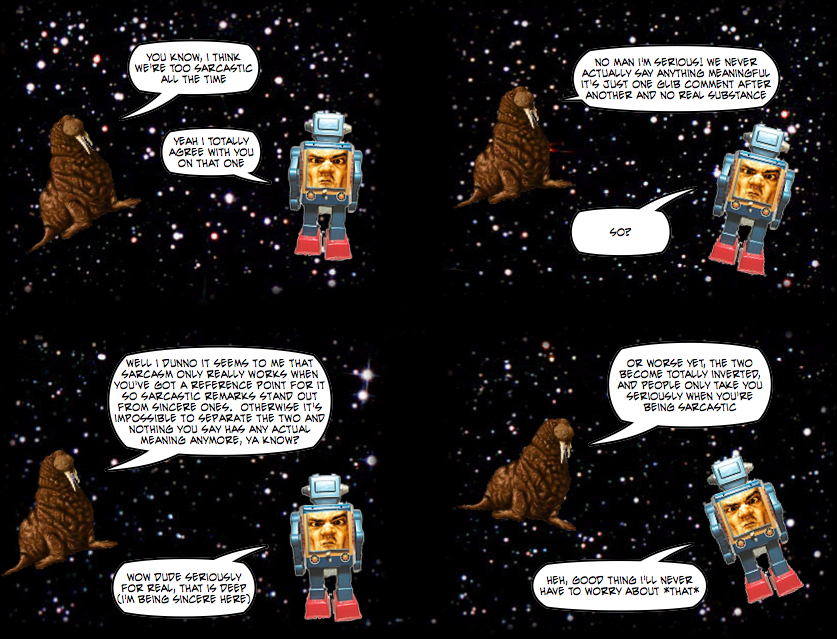 YOU KNOW, I THINK
WE'RE TOO SARCASTIC
ALL THE TIME
YEAH I TOTALLY
AGREE WITH YOU
ON THAT ONE
NO MAN I'M SERIOUS! WE NEVER
ACTUALLY SAY ANYTHING MEANINGFUL
IT'S JUST ONE GLIB COMMENT AFTER
ANOTHER AND NO REAL SUBSTANCE
SO?
WELL I DUNNO IT SEEMS TO ME THAT
SARCASM ONLY REALLY WORKS WHEN
YOU'VE GOT A REFERENCE POINT FOR IT
SO SARCASTIC REMARKS STAND OUT
FROM SINCERE ONES. OTHERWISE IT'S
IMPOSSIBLE TO SEPARATE THE TWO AND
NOTHING YOU SAY HAS ANY ACTUAL
MEANING ANYMORE, YA KNOW?
WOW DUDE SERIOUSLY
FOR REAL, THAT IS DEEP
(I'M BEING SINCERE HERE)
OR WORSE YET, THE TWO
BECOME TOTALLY INVERTED,
AND PEOPLE ONLY TAKE YOU
SERIOUSLY WHEN YOU'RE
BEING SARCASTIC
HEH, GOOD THING I'LL NEVER
HAVE TO WORRY ABOUT *THAT*